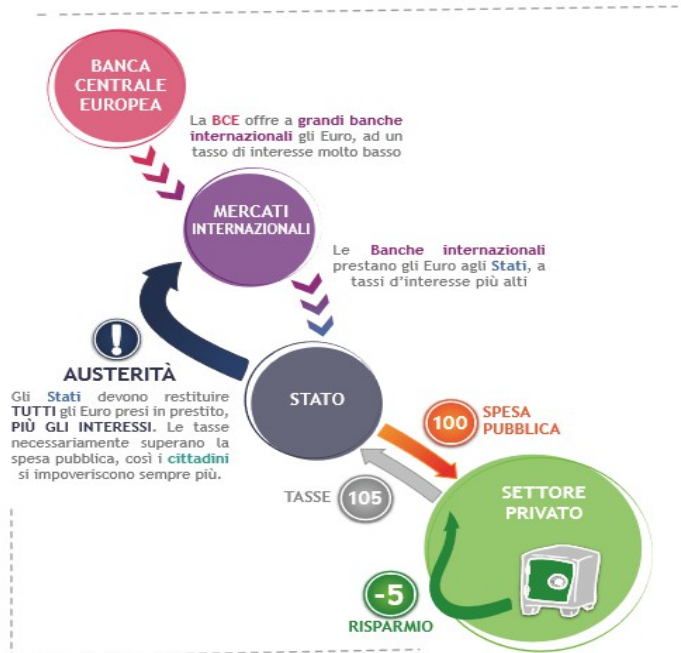 BANCA
CENTRALE
EUROPEA
La BCE offre a grandi banche
internazionali gli Euro, ad un
tasso di interesse molto basso
MERCATI
INTERNAZIONALI
Le Banche internazionali
prestano gli Euro agli Stati, a
tassi d'interesse più alti
!
AUSTERITÀ
Gli Stati devono restituire
TUTTI gli Euro presi in prestito,
PIÙ GLI INTERESSI. Le tasse
necessariamente superano la
spesa pubblica, così i cittadini
si impoveriscono sempre più.
STATO
100
SPESA
PUBBLICA
TASSE
105
SETTORE
PRIVATO
-5
RISPARMIO